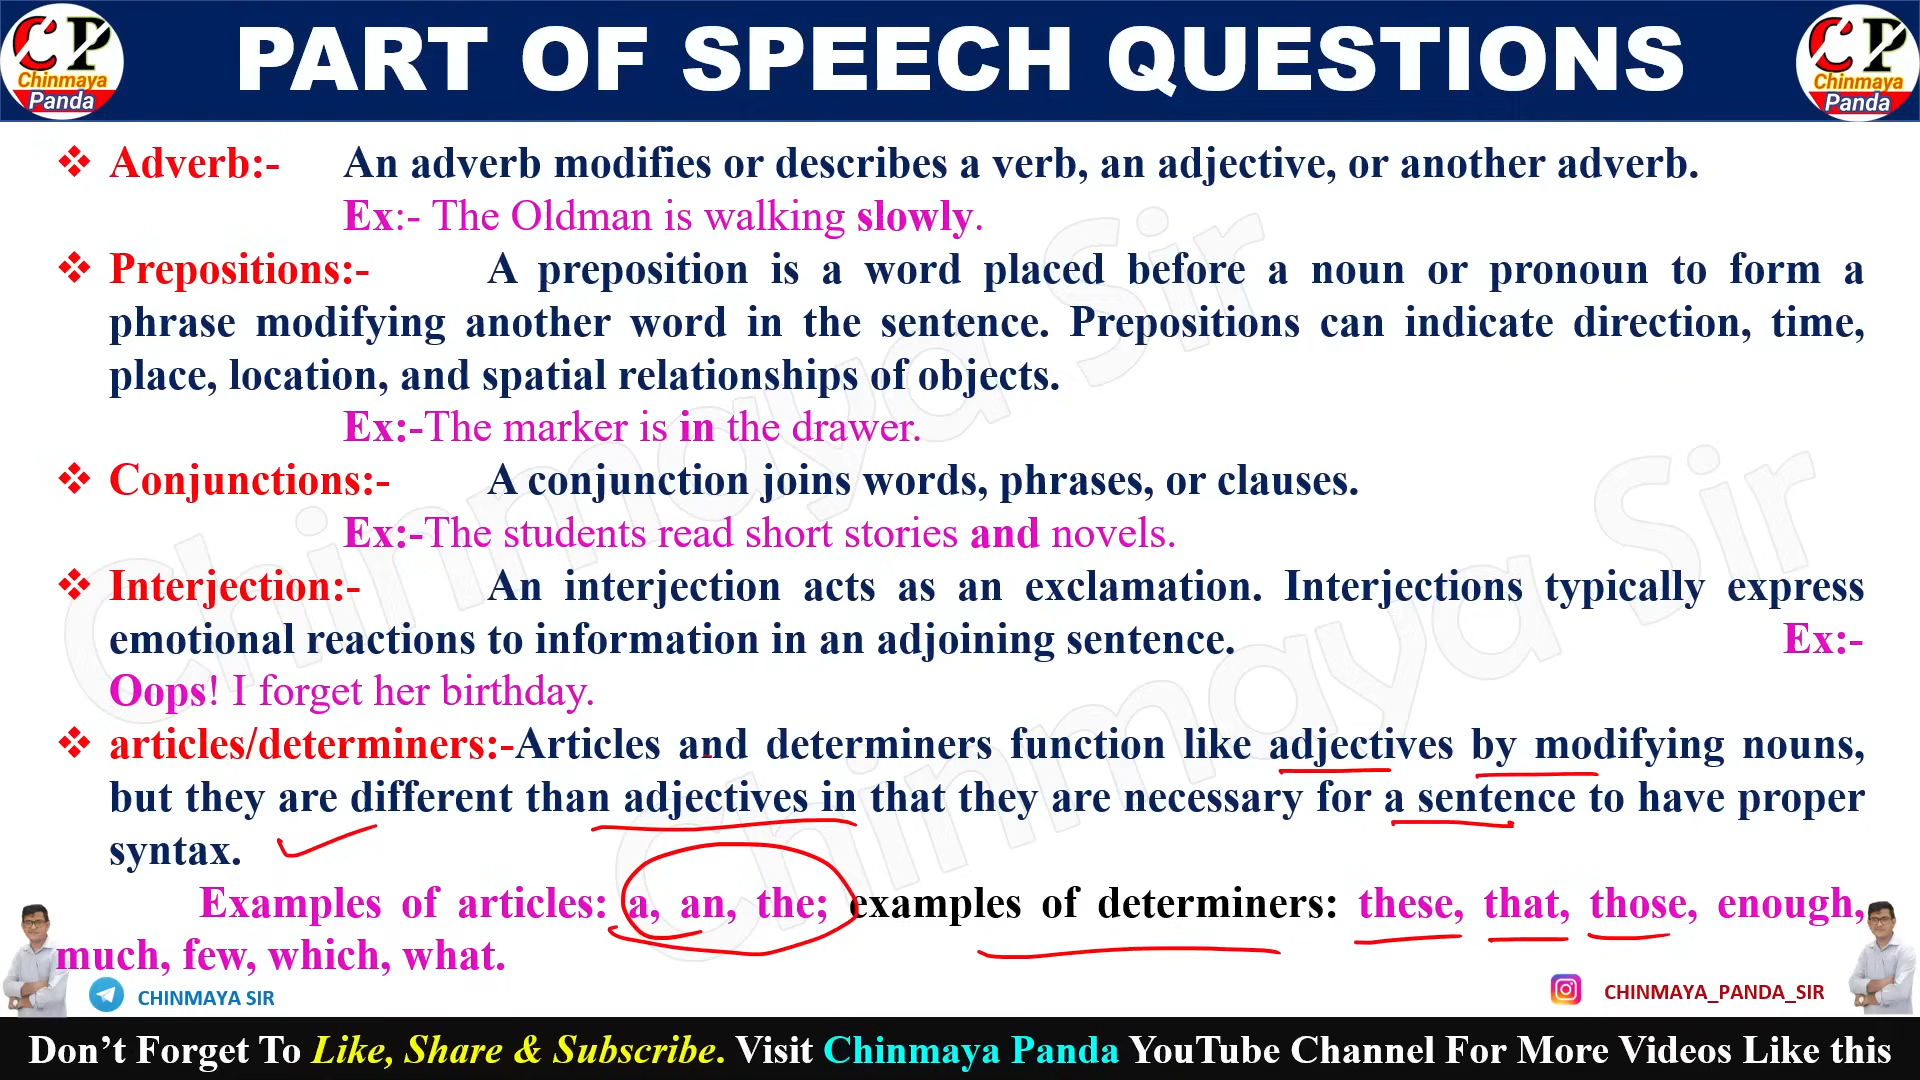 CP
Chinmaya
Panda
PART OF SPEECH QUESTIONS
CP
Chinmaya
Panda
❖ Adverb:- An adverb modifies or describes a verb, an adjective, or another adverb.
Ex:- The Oldman is walking slowly.
❖ Prepositions:- A preposition is a word placed before a noun or pronoun to form a
phrase modifying another word in the sentence. Prepositions can indicate direction, time,
place, location, and spatial relationships of objects.
Ex:-The marker is in the drawer.
❖ Conjunctions:- A conjunction joins words, phrases, or clauses.
Ex:-The students read short stories and novels.
❖ Interjection:- An interjection acts as an exclamation. Interjections typically express
emotional reactions to information in an adjoining sentence. Ex:-
Oops! I forget her birthday.
❖ articles/determiners:-Articles and determiners function like adjectives by modifying nouns,
but they are different than adjectives in that they are necessary for a sentence to have proper
syntax.
Examples of articles: a, an, the; examples of determiners: these, that, those, enough,
much, few, which, what.
Chinmaya Sir
Chinmaya Sir
CHINMAYA SIR
CHINMAYA_PANDA_SIR
Don’t Forget To Like, Share & Subscribe. Visit Chinmaya Panda YouTube Channel For More Videos Like this